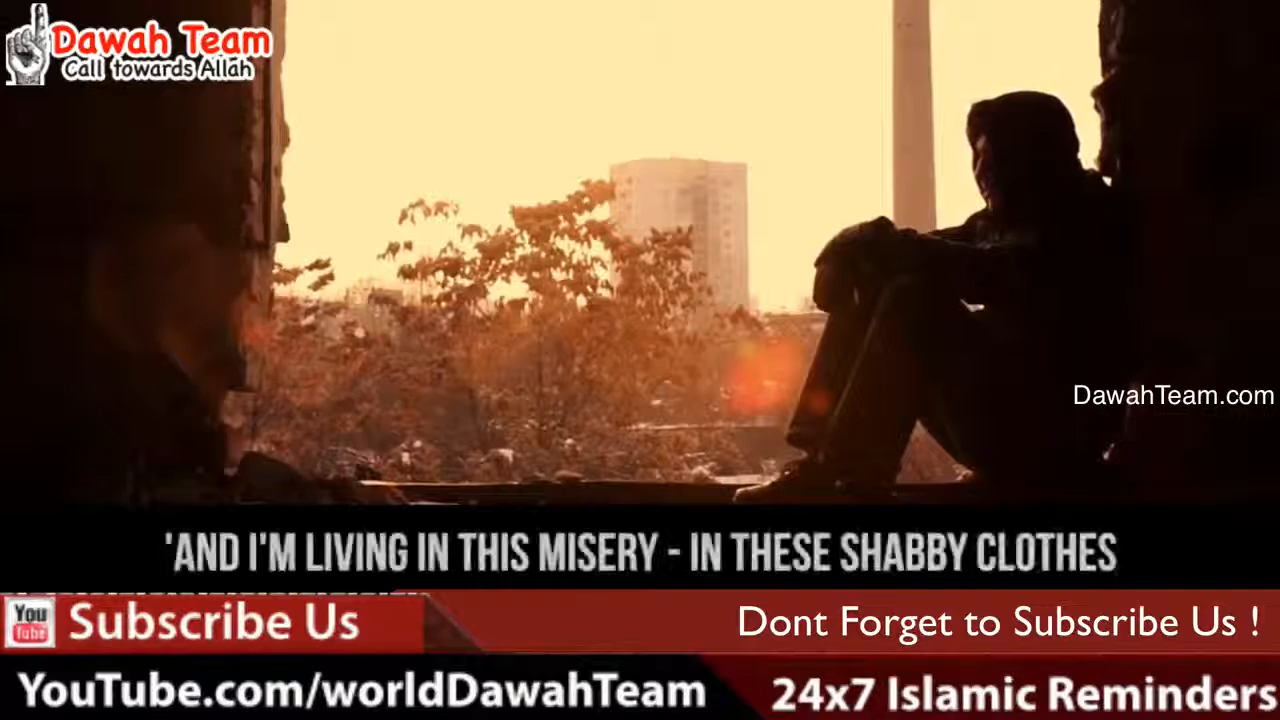 Dawah Team
Call towards Allah
DawahTeam.com
'AND I'M LIVING IN THIS MISERY - IN THESE SHABBY CLOTHES
You
Tube
Subscribe Us
Dont Forget to Subscribe Us !
YouTube.com/worldDawahTeam
24x7 Islamic Reminders